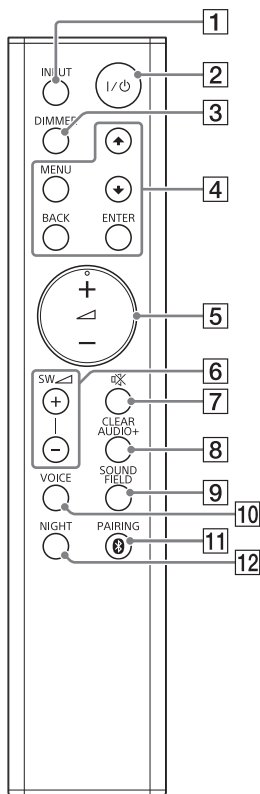 1
INPUT
2
I/⏻
DIMMER
3
MENU
4
BACK
ENTER
+
5
−
SW
6
+
7
−
CLEAR
AUDIO+
8
VOICE
SOUND
FIELD
9
10
NIGHT
PAIRING
11
12